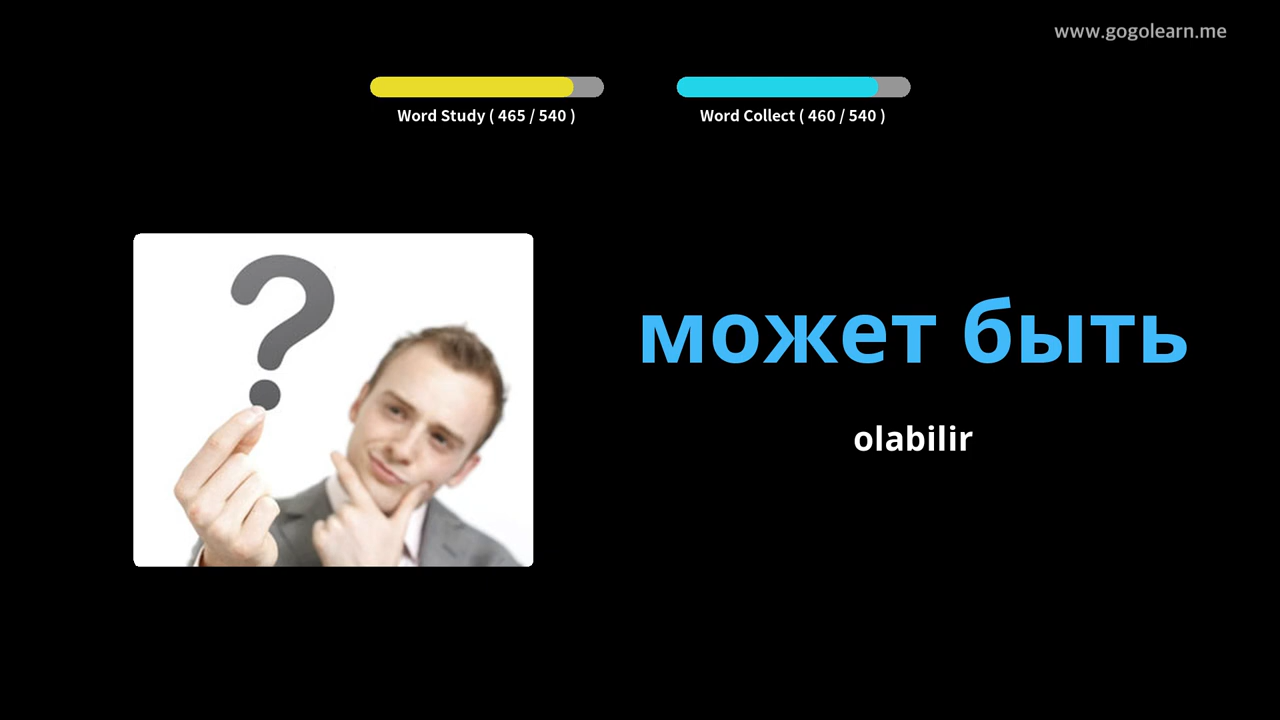 www.gogolearn.me
Word Study ( 465 / 540 )
Word Collect ( 460 / 540 )
?
может быть
olabilir